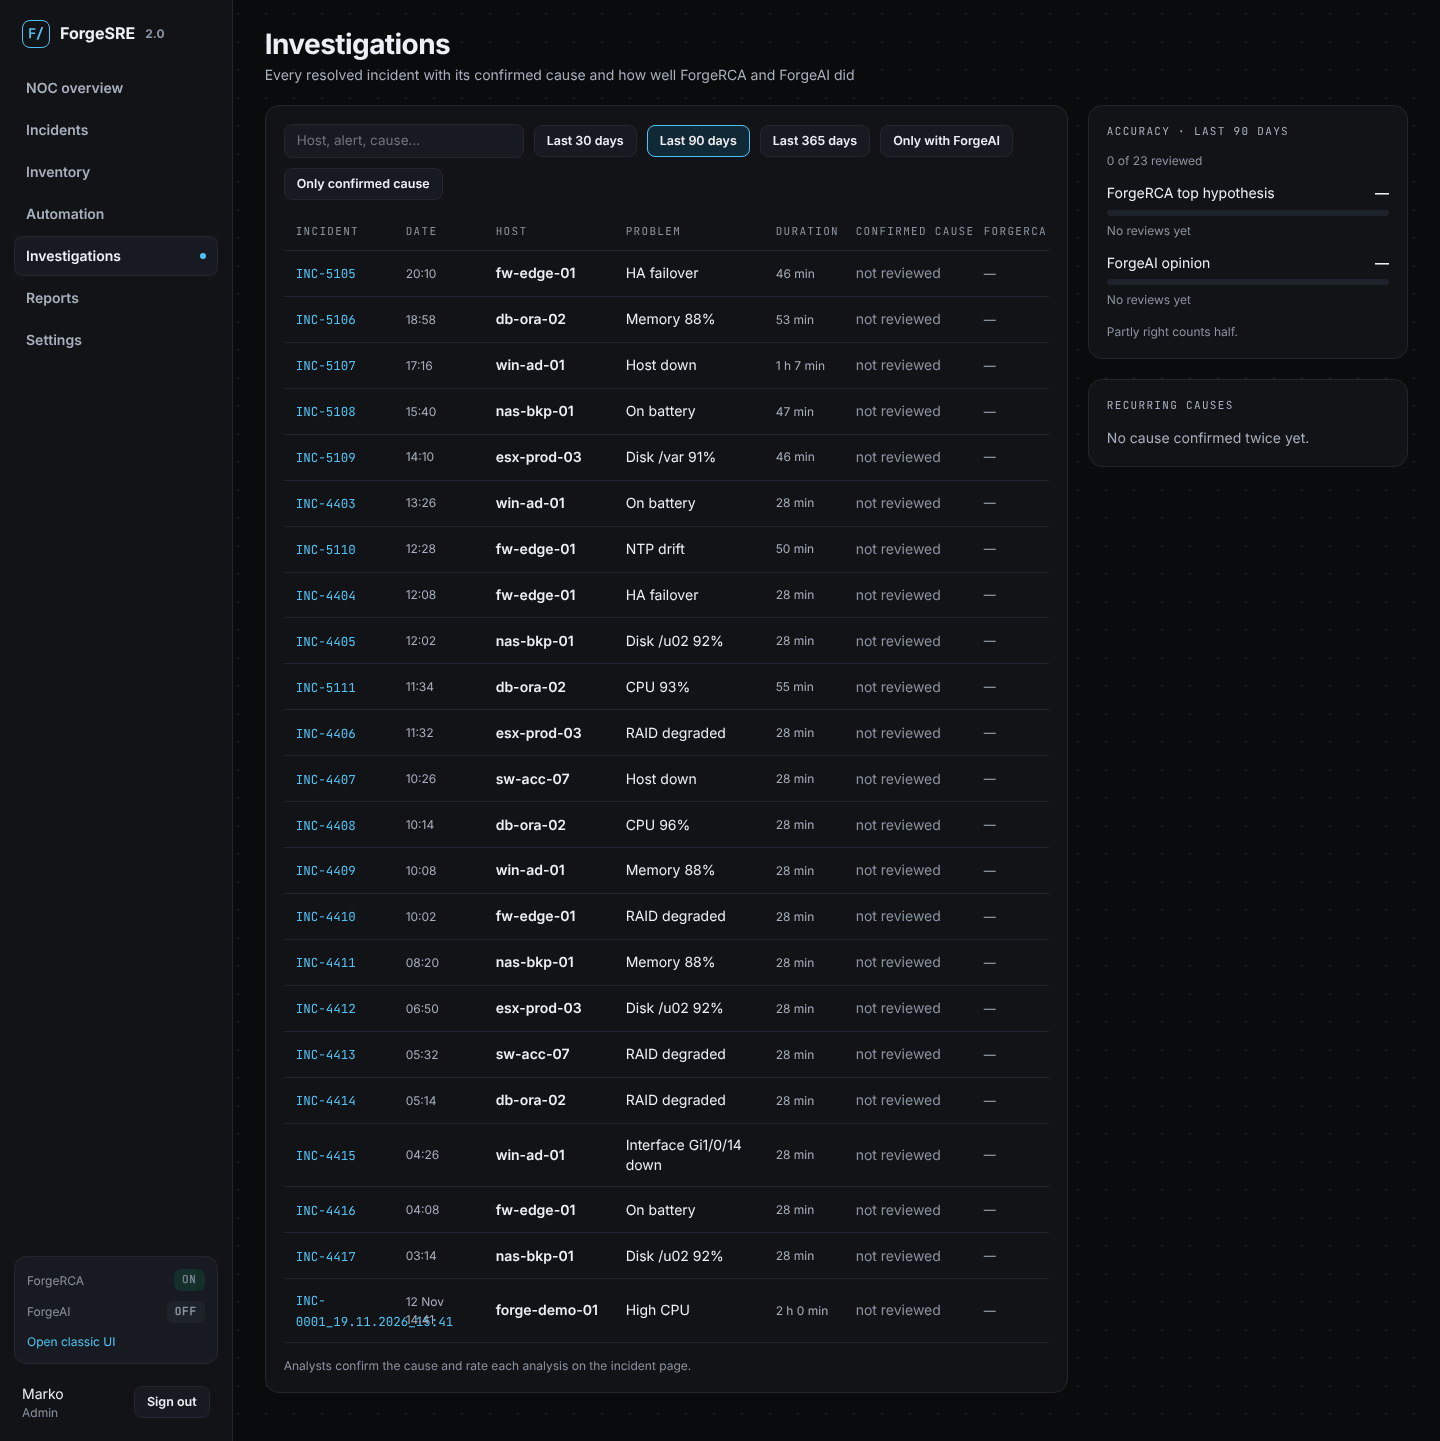 F/ ForgeSRE 2.0
NOC overview
Incidents
Inventory
Automation
Investigations
Reports
Settings
ForgeRCA ON
ForgeAI OFF
Open classic UI
Marko
Admin
Sign out
Investigations
Every resolved incident with its confirmed cause and how well ForgeRCA and ForgeAI did
Host, alert, cause... Last 30 days Last 90 days Last 365 days Only with ForgeAI
Only confirmed cause
INCIDENT DATE HOST PROBLEM DURATION CONFIRMED CAUSE FORGERCA
INC-5105 20:10 fw-edge-01 HA failover 46 min not reviewed —
INC-5106 18:58 db-ora-02 Memory 88% 53 min not reviewed —
INC-5107 17:16 win-ad-01 Host down 1 h 7 min not reviewed —
INC-5108 15:40 nas-bkp-01 On battery 47 min not reviewed —
INC-5109 14:10 esx-prod-03 Disk /var 91% 46 min not reviewed —
INC-4403 13:26 win-ad-01 On battery 28 min not reviewed —
INC-5110 12:28 fw-edge-01 NTP drift 50 min not reviewed —
INC-4404 12:08 fw-edge-01 HA failover 28 min not reviewed —
INC-4405 12:02 nas-bkp-01 Disk /u02 92% 28 min not reviewed —
INC-5111 11:34 db-ora-02 CPU 93% 55 min not reviewed —
INC-4406 11:32 esx-prod-03 RAID degraded 28 min not reviewed —
INC-4407 10:26 sw-acc-07 Host down 28 min not reviewed —
INC-4408 10:14 db-ora-02 CPU 96% 28 min not reviewed —
INC-4409 10:08 win-ad-01 Memory 88% 28 min not reviewed —
INC-4410 10:02 fw-edge-01 RAID degraded 28 min not reviewed —
INC-4411 08:20 nas-bkp-01 Memory 88% 28 min not reviewed —
INC-4412 06:50 esx-prod-03 Disk /u02 92% 28 min not reviewed —
INC-4413 05:32 sw-acc-07 RAID degraded 28 min not reviewed —
INC-4414 05:14 db-ora-02 RAID degraded 28 min not reviewed —
INC-4415 04:26 win-ad-01 Interface Gi1/0/14 28 min not reviewed —
down
INC-4416 04:08 fw-edge-01 On battery 28 min not reviewed —
INC-4417 03:14 nas-bkp-01 Disk /u02 92% 28 min not reviewed —
INC- 12 Nov forge-demo-01 High CPU 2 h 0 min not reviewed —
Analysts confirm the cause and rate each analysis on the incident page.
ACCURACY · LAST 90 DAYS
0 of 23 reviewed
ForgeRCA top hypothesis —
No reviews yet
ForgeAI opinion —
No reviews yet
Partly right counts half.
RECURRING CAUSES
No cause confirmed twice yet.